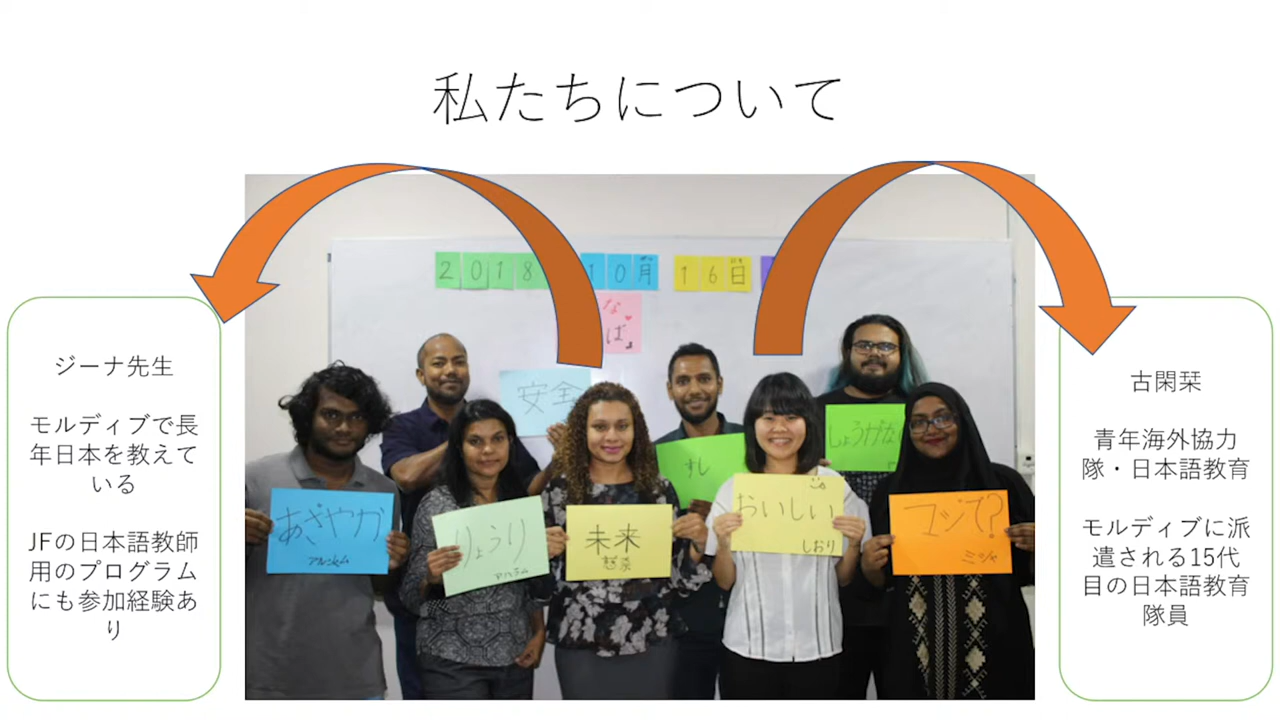 私たちについて
2018 10月 16日
な
ば。
ジーナ先生
モルディブで長
年日本を教えて
いる
JFの日本語教師
用のプログラム
にも参加経験あ
り
古閑栞
青年海外協力
隊・日本語教育
モルディブに派
遣される15代
目の日本語教育
隊員
安全
すし
しょうがない
あざやか
りょうり
未来
おいしい
しおり
マジで?
ミシャ